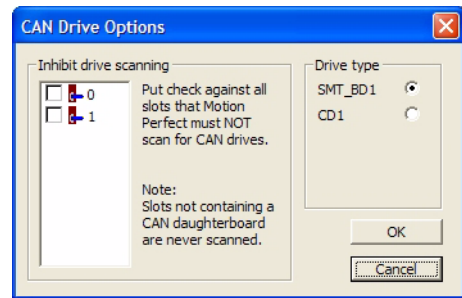 CAN Drive Options
Inhibit drive scanning
0
1
Put check against all
slots that Motion
Perfect must NOT
scan for CAN drives.
Note:
Slots not containing a
CAN daughterboard
are never scanned.
Drive type
SMT_BD1
CD1
OK
Cancel